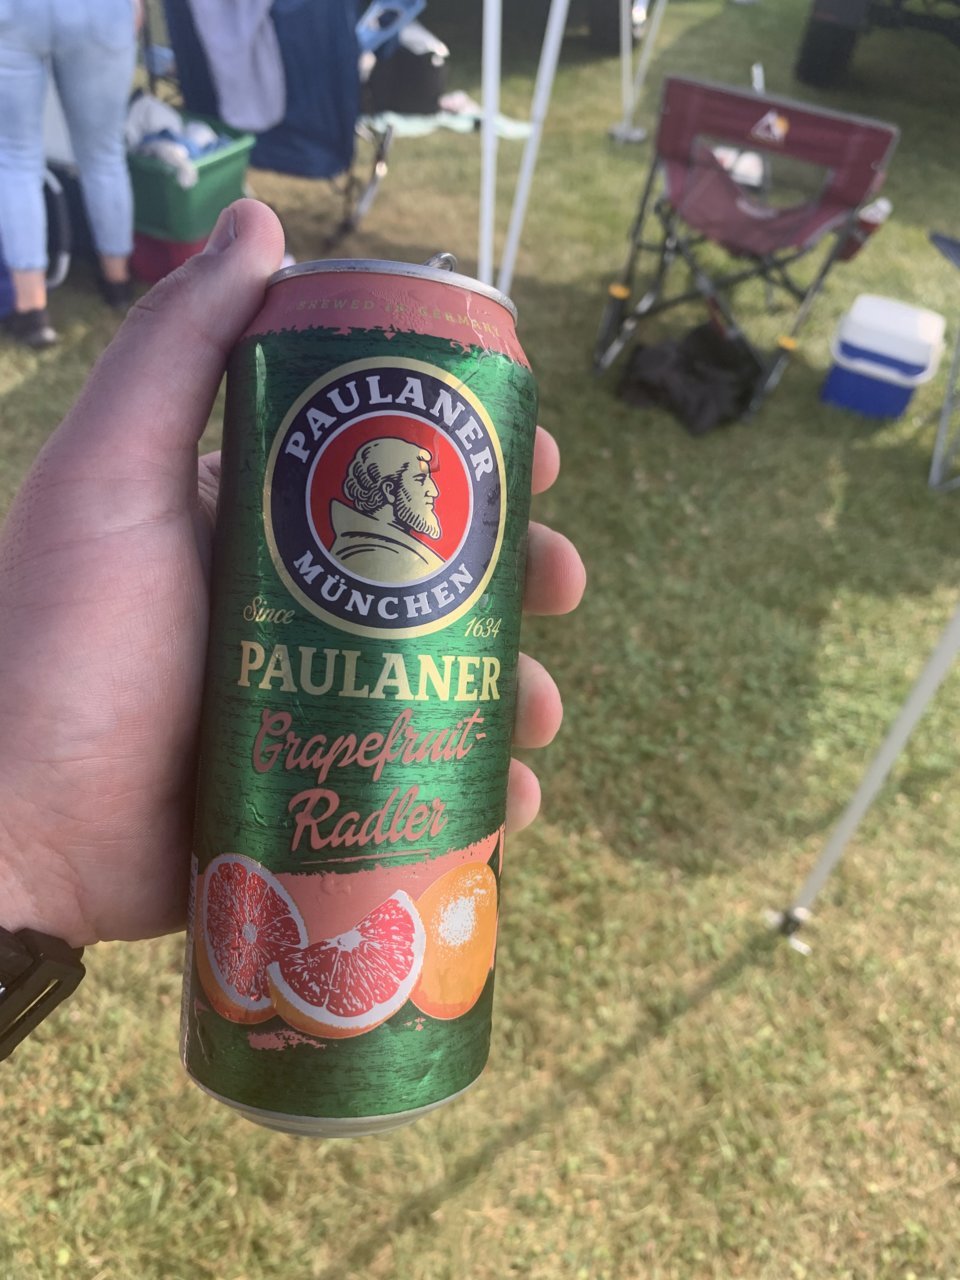 BREWED IN GERMANY
PAULANER
MÜNCHEN
Since 1634
PAULANER
Grapefruit-
Radler